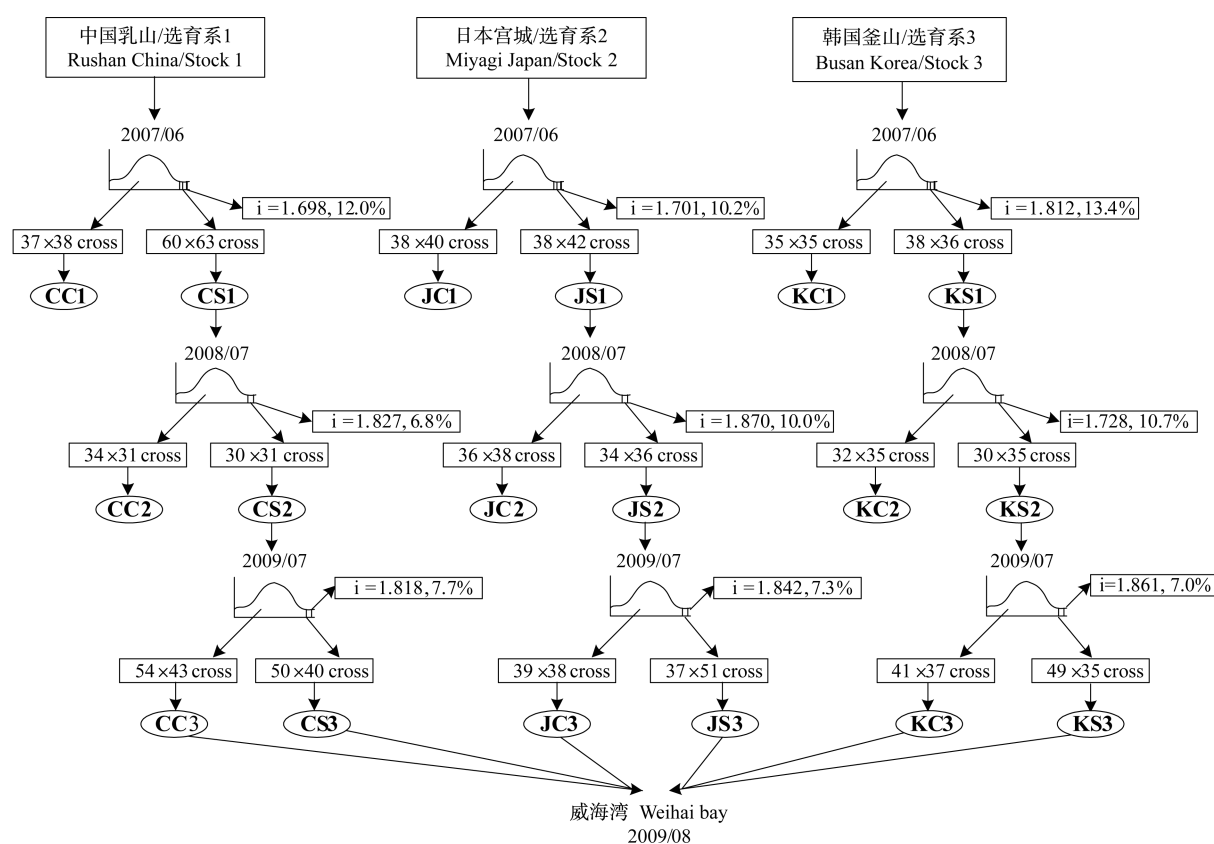 中国乳山/选育系1
Rushan China/Stock 1
日本宫城/选育系2
Miyagi Japan/Stock 2
韩国釜山/选育系3
Busan Korea/Stock 3
2007/06
2007/06
2007/06
i =1.698, 12.0%
i =1.701, 10.2%
i =1.812, 13.4%
37 ×38 cross
60 ×63 cross
38 ×40 cross
38 ×42 cross
35 ×35 cross
38 ×36 cross
CC1
CS1
JC1
JS1
KC1
KS1
2008/07
2008/07
2008/07
i =1.827, 6.8%
i =1.870, 10.0%
i=1.728, 10.7%
34 ×31 cross
30 ×31 cross
36 ×38 cross
34 ×36 cross
32 ×35 cross
30 ×35 cross
CC2
CS2
JC2
JS2
KC2
KS2
2009/07
2009/07
2009/07
i =1.818, 7.7%
i =1.842, 7.3%
i=1.861, 7.0%
54 ×43 cross
50 ×40 cross
39 ×38 cross
37 ×51 cross
41 ×37 cross
49 ×35 cross
CC3
CS3
JC3
JS3
KC3
KS3
威海湾 Weihai bay
2009/08